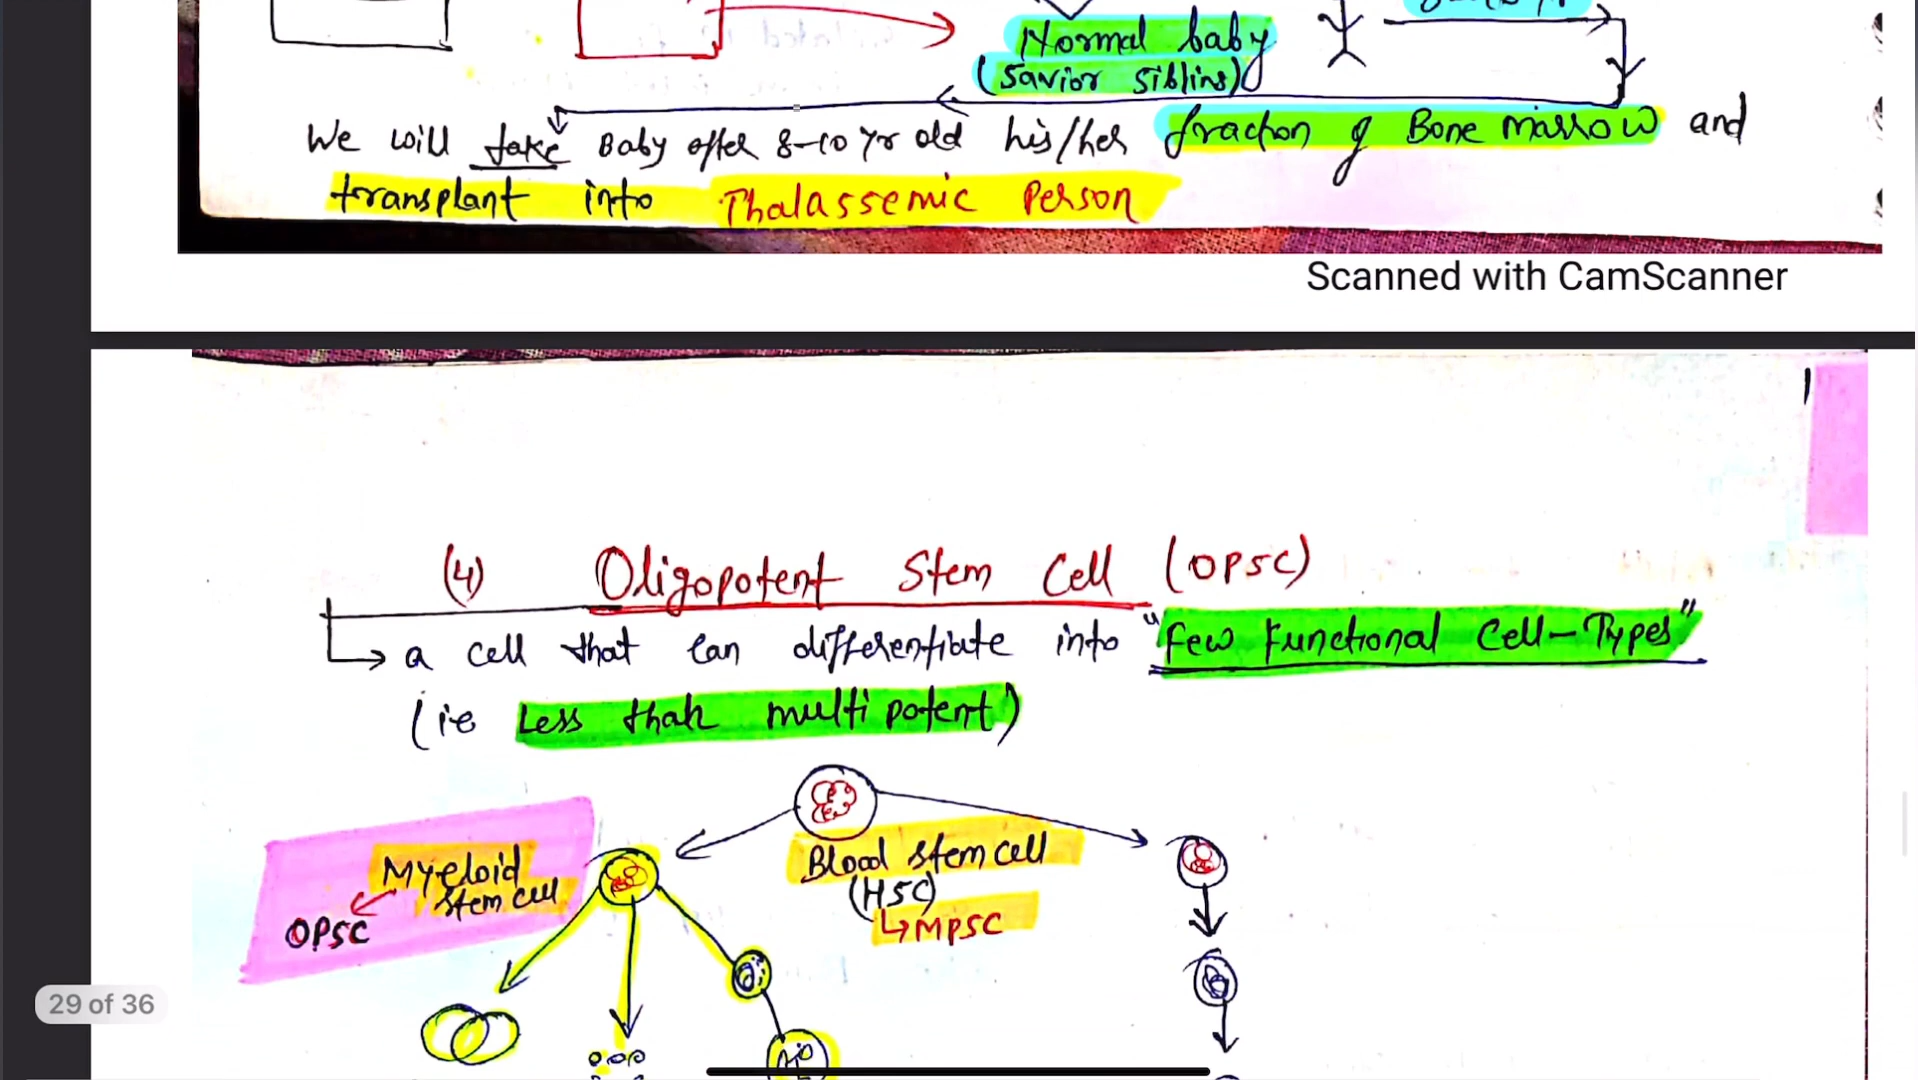 Normal baby
(Savior siblins)
We will take Baby after 8-10 yr old his/her fraction of Bone marrow and
transplant into Thalassemic Person
Scanned with CamScanner
(4) Oligopotent Stem Cell (OPSC)
a cell that can differentiate into "Few Functional Cell-Types"
(ie Less than multipotent)
Myeloid
stem cell
OPSC
Blood stem cell
(HSC)
MPSC
29 of 36